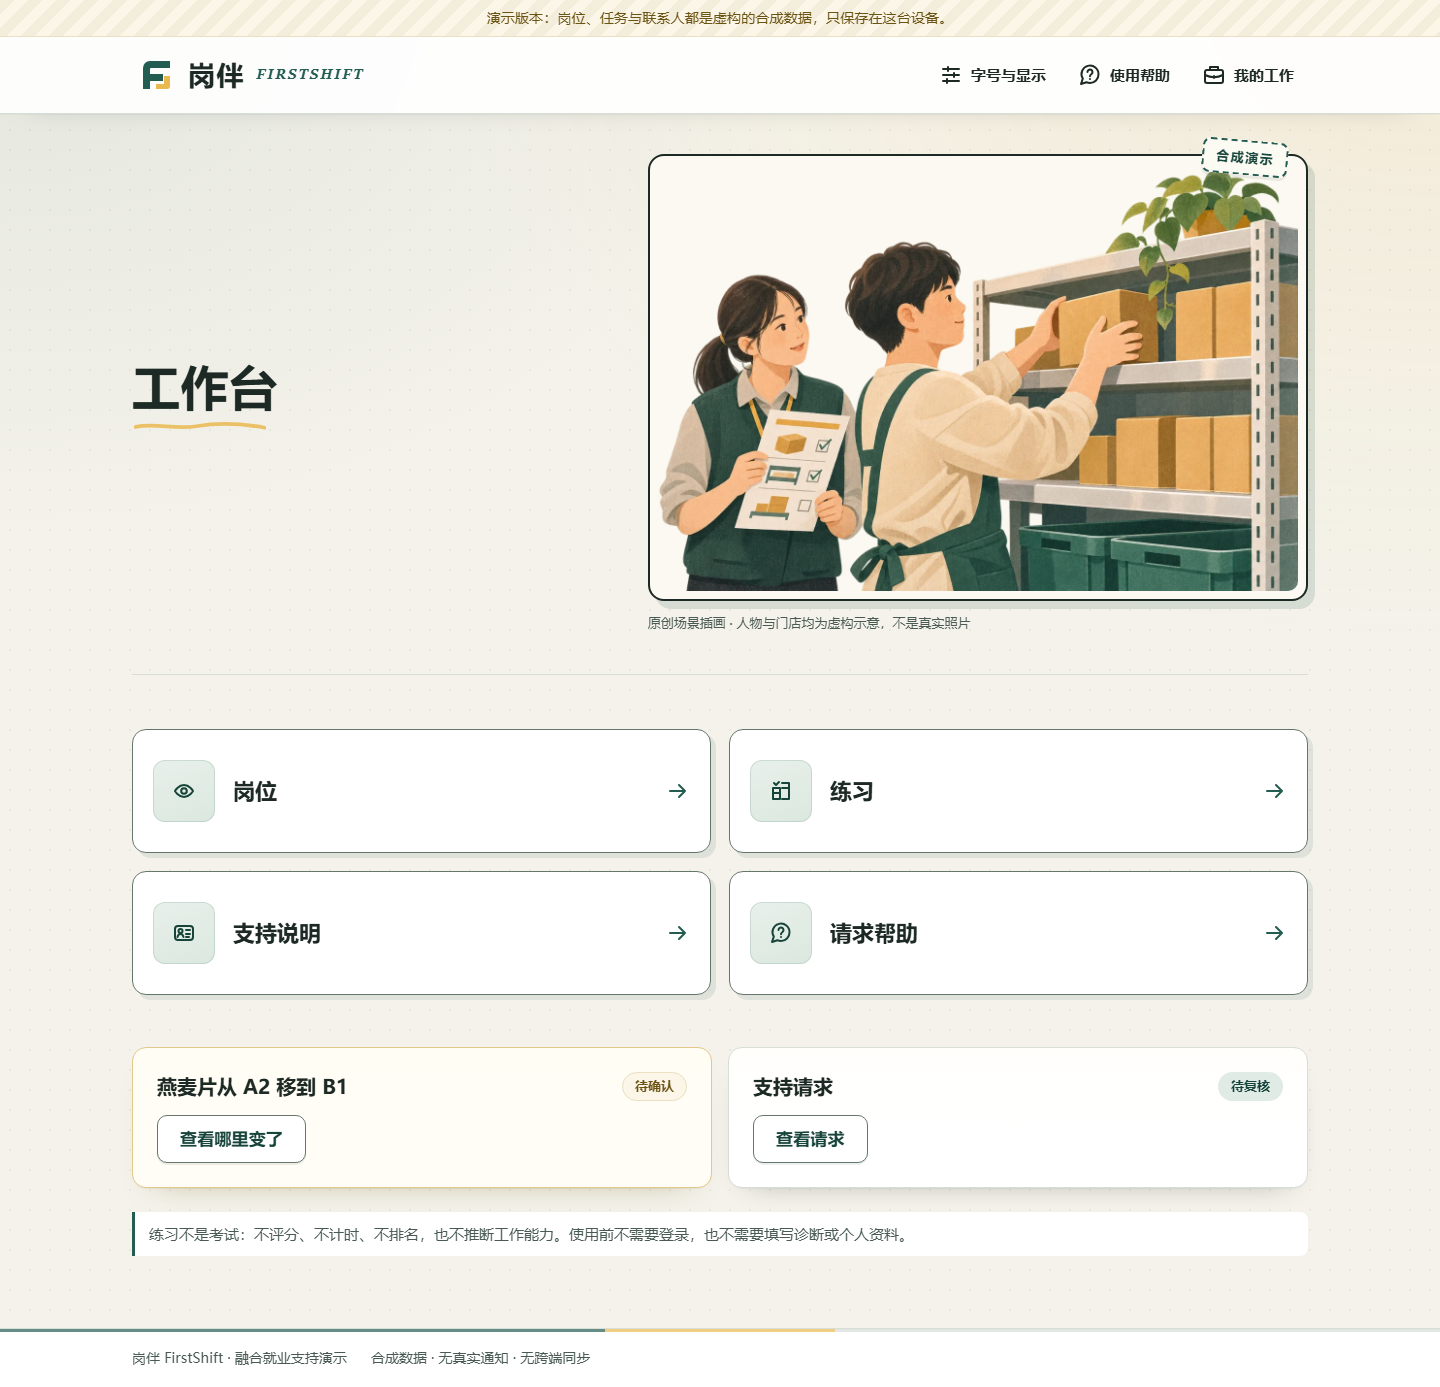 演示版本：岗位、任务与联系人都是虚构的合成数据，只保存在这台设备。
岗伴 FIRSTSHIFT
字号与显示
使用帮助
我的工作
合成演示
工作台
原创场景插画 · 人物与门店均为虚构示意，不是真实照片
岗位
练习
支持说明
请求帮助
燕麦片从 A2 移到 B1
待确认
查看哪里变了
支持请求
待复核
查看请求
练习不是考试：不评分、不计时、不排名，也不推断工作能力。使用前不需要登录，也不需要填写诊断或个人资料。
岗伴 FirstShift · 融合就业支持演示
合成数据 · 无真实通知 · 无跨端同步